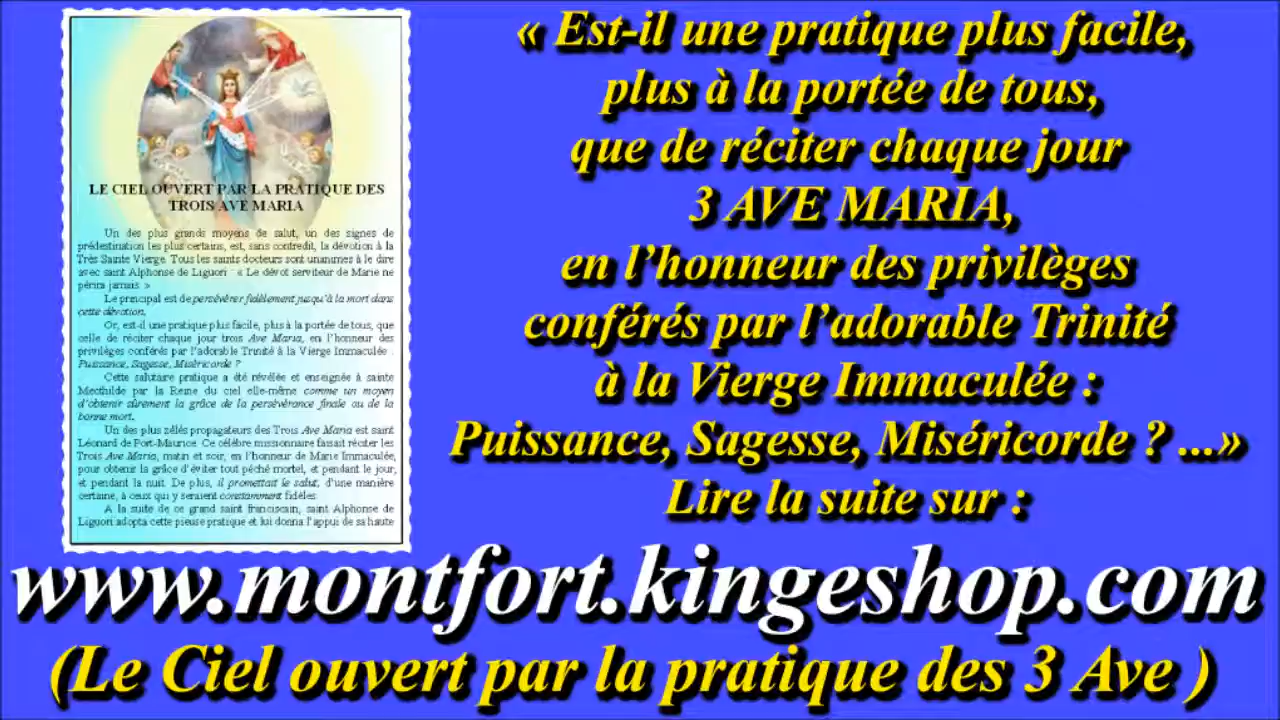 LE CIEL OUVERT PAR LA PRATIQUE DES
TROIS AVE MARIA
Un des plus grands moyens de salut, un des signes de
prédestination les plus certains, est, sans contredit, la dévotion à la
Très Sainte Vierge. Tous les saints docteurs sont unanimes à le dire
avec saint Alphonse de Liguori : « Le dévot serviteur de Marie ne
périra jamais. »
Le principal est de persévérer fidèlement jusqu'à la mort dans
cette dévotion.
Or, est-il une pratique plus facile, plus à la portée de tous, que
celle de réciter chaque jour trois Ave Maria, en l'honneur des
privilèges conférés par l'adorable Trinité à la Vierge Immaculée :
Puissance, Sagesse, Miséricorde ?
Cette salutaire pratique a été révélée et enseignée à sainte
Mecthilde par la Reine du ciel elle-même comme un moyen
d'obtenir sûrement la grâce de la persévérance finale ou de la
bonne mort.
Un des plus zélés propagateurs des Trois Ave Maria est saint
Léonard de Port-Maurice. Ce célèbre missionnaire faisait réciter les
Trois Ave Maria, matin et soir, en l'honneur de Marie Immaculée,
pour obtenir la grâce d'éviter tout péché mortel, et pendant le jour,
et pendant la nuit. De plus, il promettait le salut, d'une manière
certaine, à ceux qui y seraient constamment fidèles.
A la suite de ce grand saint franciscain, saint Alphonse de
Liguori adopta cette pieuse pratique et lui donna l'appui de sa haute
« Est-il une pratique plus facile,
plus à la portée de tous,
que de réciter chaque jour
3 AVE MARIA,
en l'honneur des privilèges
conférés par l'adorable Trinité
à la Vierge Immaculée :
Puissance, Sagesse, Miséricorde ? ...»
Lire la suite sur :
www.montfort.kingeshop.com
(Le Ciel ouvert par la pratique des 3 Ave )